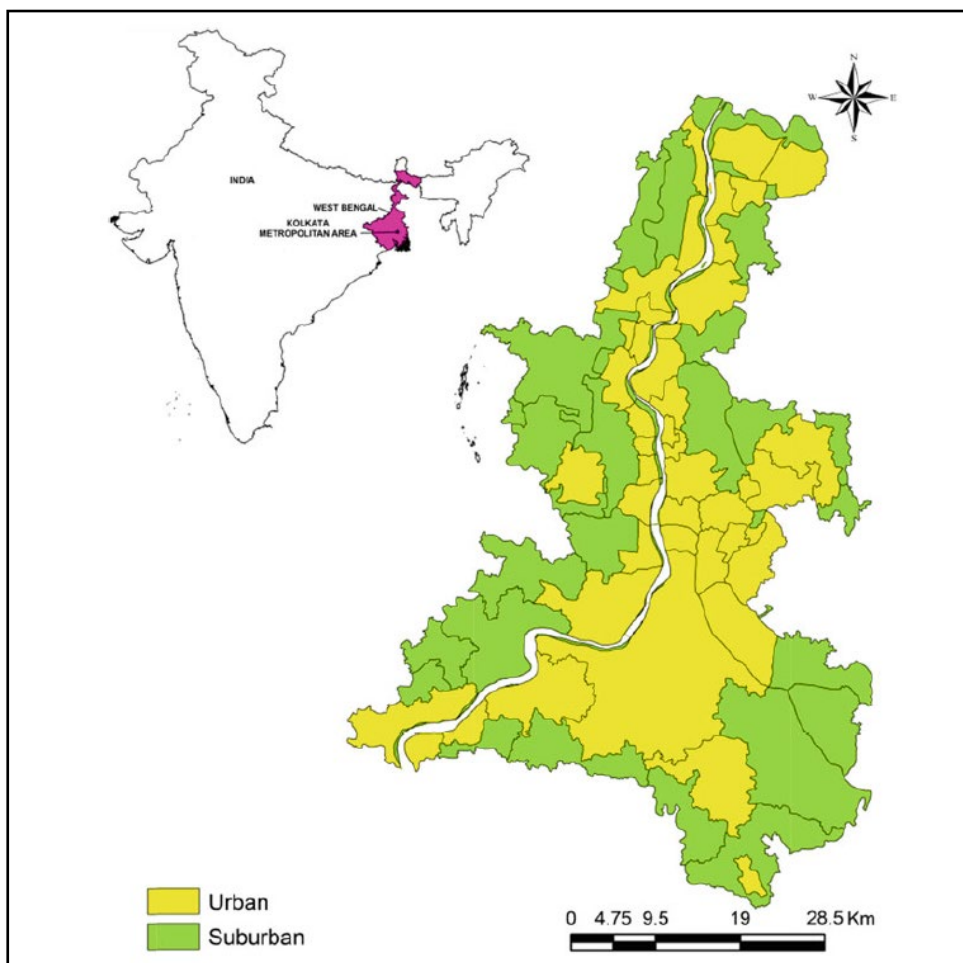 N
W E
S
INDIA
WEST BENGAL
KOLKATA
METROPOLITAN AREA
Urban
Suburban
0 4.75 9.5 19 28.5 Km